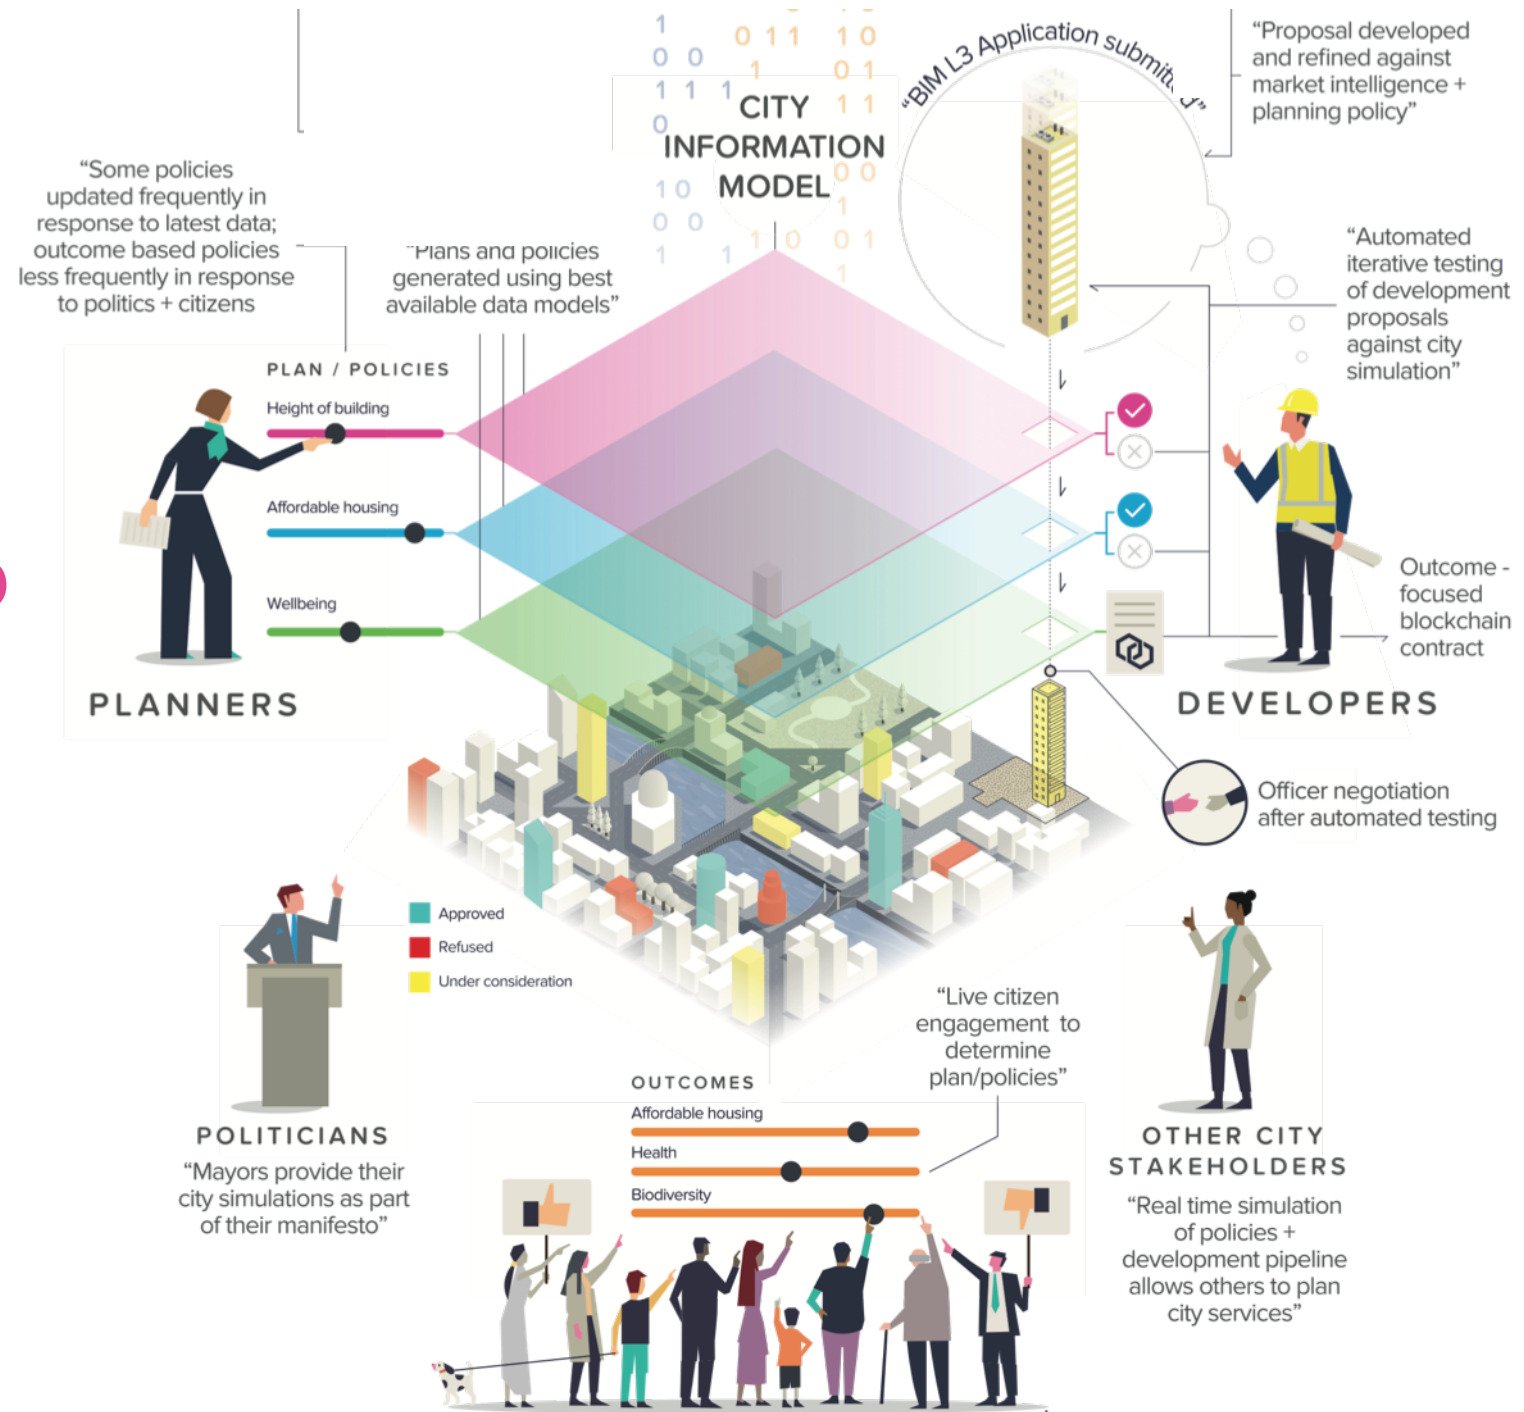 CITY
INFORMATION
MODEL
“BIM L3 Application submitted”
“Proposal developed
and refined against
market intelligence +
planning policy”
“Some policies
updated frequently in
response to latest data;
outcome based policies
less frequently in response
to politics + citizens
“Plans and policies
generated using best
available data models”
“Automated
iterative testing
of development
proposals
against city
simulation”
PLAN / POLICIES
Height of building
Affordable housing
Wellbeing
PLANNERS
Outcome -
focused
blockchain
contract
DEVELOPERS
Officer negotiation
after automated testing
Approved
Refused
Under consideration
POLITICIANS
“Mayors provide their
city simulations as part
of their manifesto”
“Live citizen
engagement to
determine
plan/policies”
OUTCOMES
Affordable housing
Health
Biodiversity
OTHER CITY
STAKEHOLDERS
“Real time simulation
of policies +
development pipeline
allows others to plan
city services”